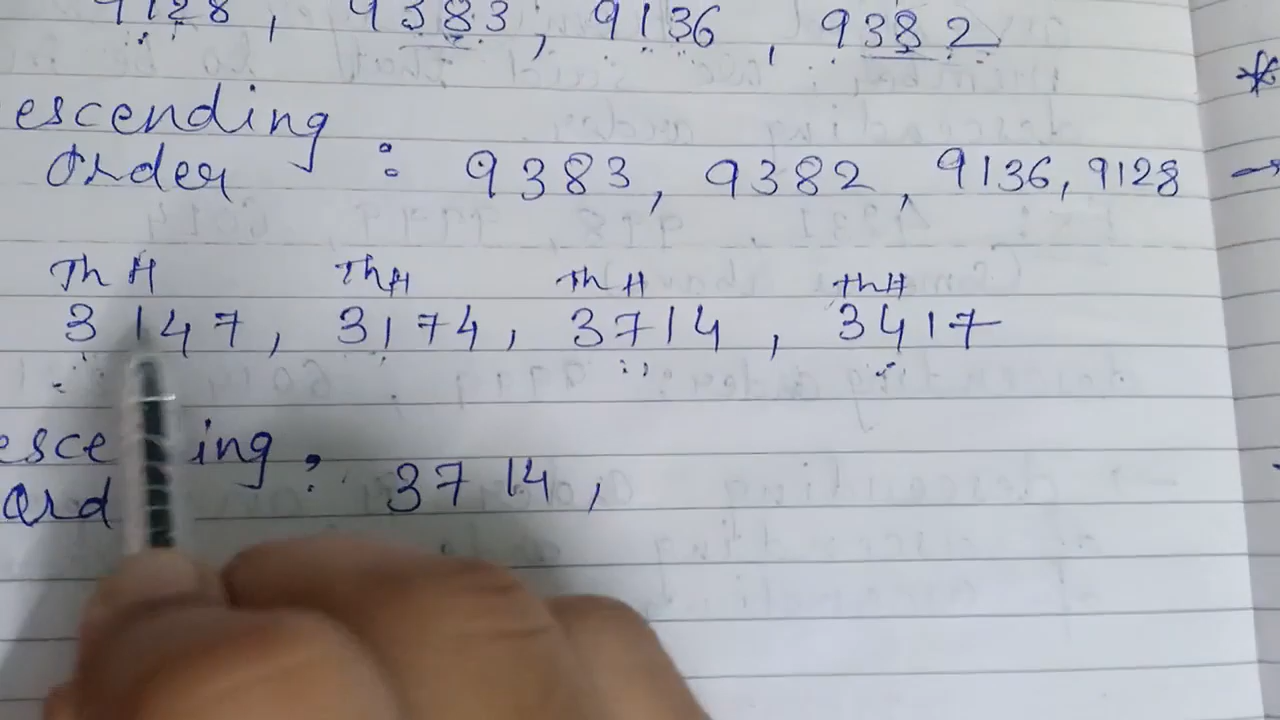 9128, 9383, 9136, 9382
escending
Order : 9383, 9382, 9136, 9128 →
Th H Th H Th H Th H
3147, 3174, 3714, 3417
esce ing : 3714,
Ord